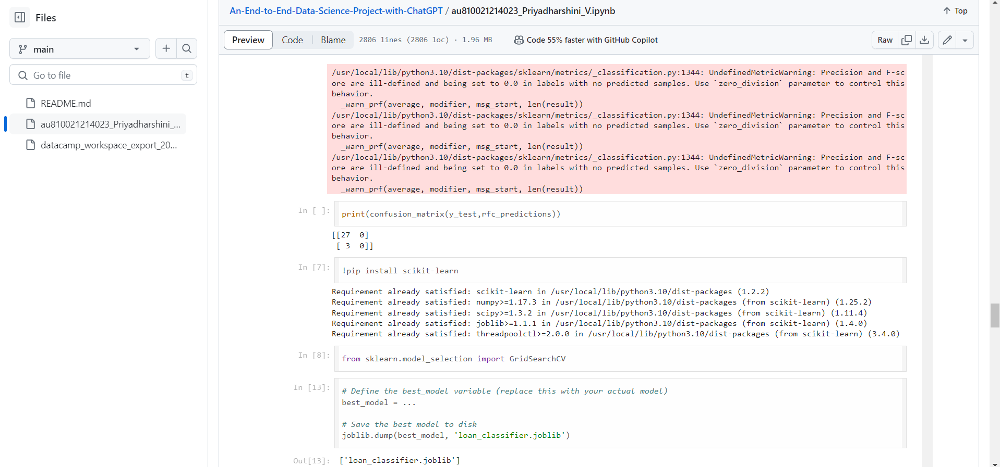 Files
main
Go to file
t
README.md
au810021214023_Priyadharshini_...
datacamp_workspace_export_20...
An-End-to-End-Data-Science-Project-with-ChatGPT / au810021214023_Priyadharshini_V.ipynb
Top
Preview
Code
Blame
2806 lines (2806 loc) · 1.96 MB
Code 55% faster with GitHub Copilot
Raw
/usr/local/lib/python3.10/dist-packages/sklearn/metrics/_classification.py:1344: UndefinedMetricWarning: Precision and F-sc
ore are ill-defined and being set to 0.0 in labels with no predicted samples. Use `zero_division` parameter to control this
behavior.
_warn_prf(average, modifier, msg_start, len(result))
/usr/local/lib/python3.10/dist-packages/sklearn/metrics/_classification.py:1344: UndefinedMetricWarning: Precision and F-sc
ore are ill-defined and being set to 0.0 in labels with no predicted samples. Use `zero_division` parameter to control this
behavior.
_warn_prf(average, modifier, msg_start, len(result))
/usr/local/lib/python3.10/dist-packages/sklearn/metrics/_classification.py:1344: UndefinedMetricWarning: Precision and F-sc
ore are ill-defined and being set to 0.0 in labels with no predicted samples. Use `zero_division` parameter to control this
behavior.
_warn_prf(average, modifier, msg_start, len(result))
In [ ]:
print(confusion_matrix(y_test,rfc_predictions))
[[27  0]
[ 3  0]]
In [7]:
!pip install scikit-learn
Requirement already satisfied: scikit-learn in /usr/local/lib/python3.10/dist-packages (1.2.2)
Requirement already satisfied: numpy>=1.17.3 in /usr/local/lib/python3.10/dist-packages (from scikit-learn) (1.25.2)
Requirement already satisfied: scipy>=1.3.2 in /usr/local/lib/python3.10/dist-packages (from scikit-learn) (1.11.4)
Requirement already satisfied: joblib>=1.1.1 in /usr/local/lib/python3.10/dist-packages (from scikit-learn) (1.4.0)
Requirement already satisfied: threadpoolctl>=2.0.0 in /usr/local/lib/python3.10/dist-packages (from scikit-learn) (3.4.0)
In [8]:
from sklearn.model_selection import GridSearchCV
In [13]:
# Define the best_model variable (replace this with your actual model)
best_model = ...
# Save the best model to disk
joblib.dump(best_model, 'loan_classifier.joblib')
Out[13]:
['loan_classifier.joblib']